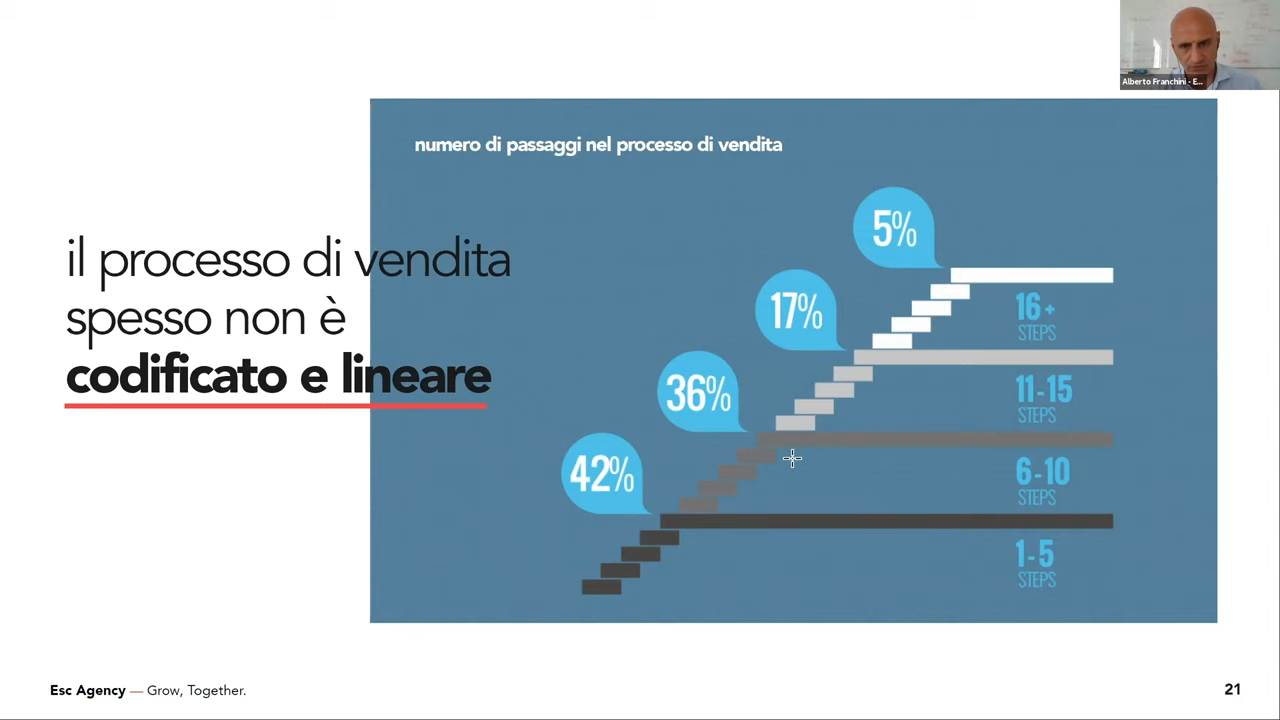 Alberto Franchini - E...
numero di passaggi nel processo di vendita
il processo di vendita
spesso non è
codificato e lineare
5%
16+
STEPS
17%
11-15
STEPS
36%
6-10
STEPS
42%
1-5
STEPS
Esc Agency — Grow, Together.
21